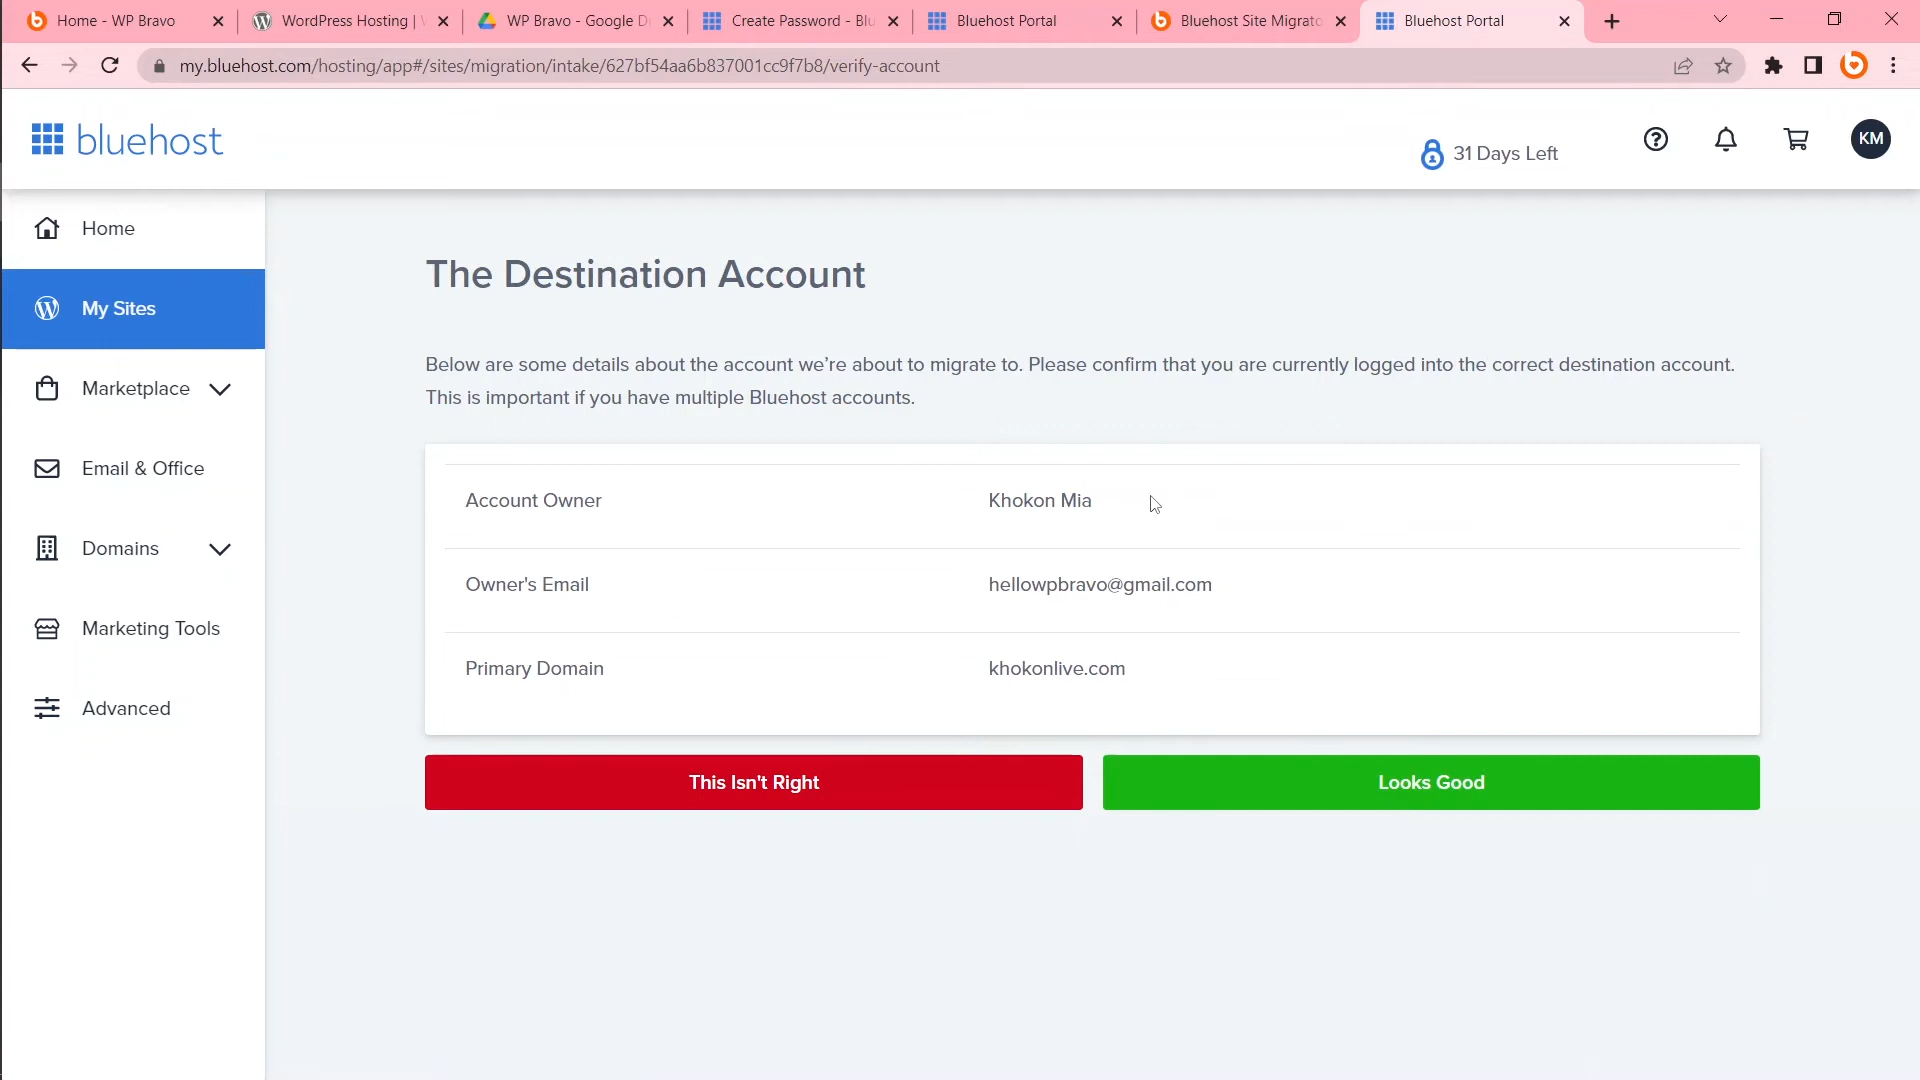 Home - WP Bravo
WordPress Hosting |
WP Bravo - Google D
Create Password - Blu
Bluehost Portal
Bluehost Site Migrato
Bluehost Portal
my.bluehost.com/hosting/app#/sites/migration/intake/627bf54aa6b837001cc9f7b8/verify-account
bluehost
31 Days Left
KM
Home
My Sites
Marketplace
Email & Office
Domains
Marketing Tools
Advanced
The Destination Account
Below are some details about the account we’re about to migrate to. Please confirm that you are currently logged into the correct destination account.
This is important if you have multiple Bluehost accounts.
Account Owner Khokon Mia
Owner's Email hellowpbravo@gmail.com
Primary Domain khokonlive.com
This Isn't Right
Looks Good